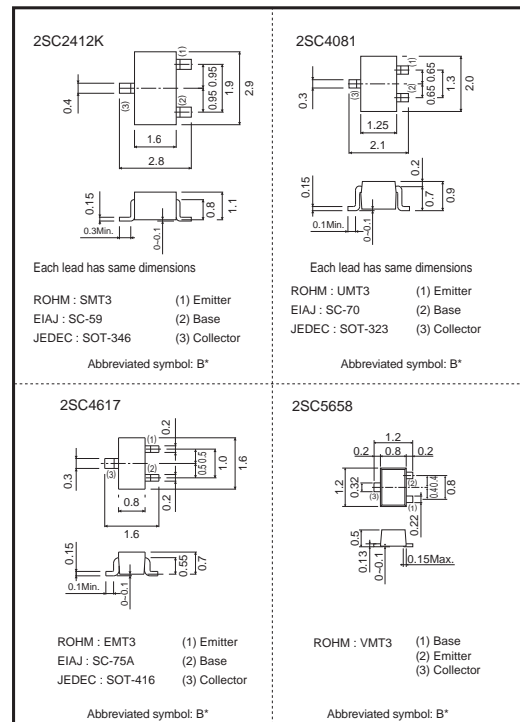 2SC2412K
(1)
(2)
(3)
0.4
0.95 0.95
1.9
2.9
1.6
2.8
0.15
0.3Min.
0~0.1
0.8
1.1
Each lead has same dimensions
ROHM : SMT3 (1) Emitter
EIAJ : SC-59 (2) Base
JEDEC : SOT-346 (3) Collector
Abbreviated symbol: B*
2SC4081
(1)
(2)
(3)
0.3
0.65 0.65
1.3
2.0
1.25
2.1
0.15
0.1Min.
0~0.1
0.2
0.7
0.9
Each lead has same dimensions
ROHM : UMT3 (1) Emitter
EIAJ : SC-70 (2) Base
JEDEC : SOT-323 (3) Collector
Abbreviated symbol: B*
2SC4617
0.2
(1)
(2)
(3)
0.3
0.5 0.5
1.0
1.6
0.2
0.8
1.6
0.15
0.1Min.
0~0.1
0.55
0.7
ROHM : EMT3 (1) Emitter
EIAJ : SC-75A (2) Base
JEDEC : SOT-416 (3) Collector
Abbreviated symbol: B*
2SC5658
1.2
0.2 0.8 0.2
(2)
(3)
(1)
1.2
0.32
0.4 0.4
0.8
0.22
0.5
0.13
0~0.1
0.15Max.
ROHM : VMT3 (1) Base
(2) Emitter
(3) Collector
Abbreviated symbol: B*